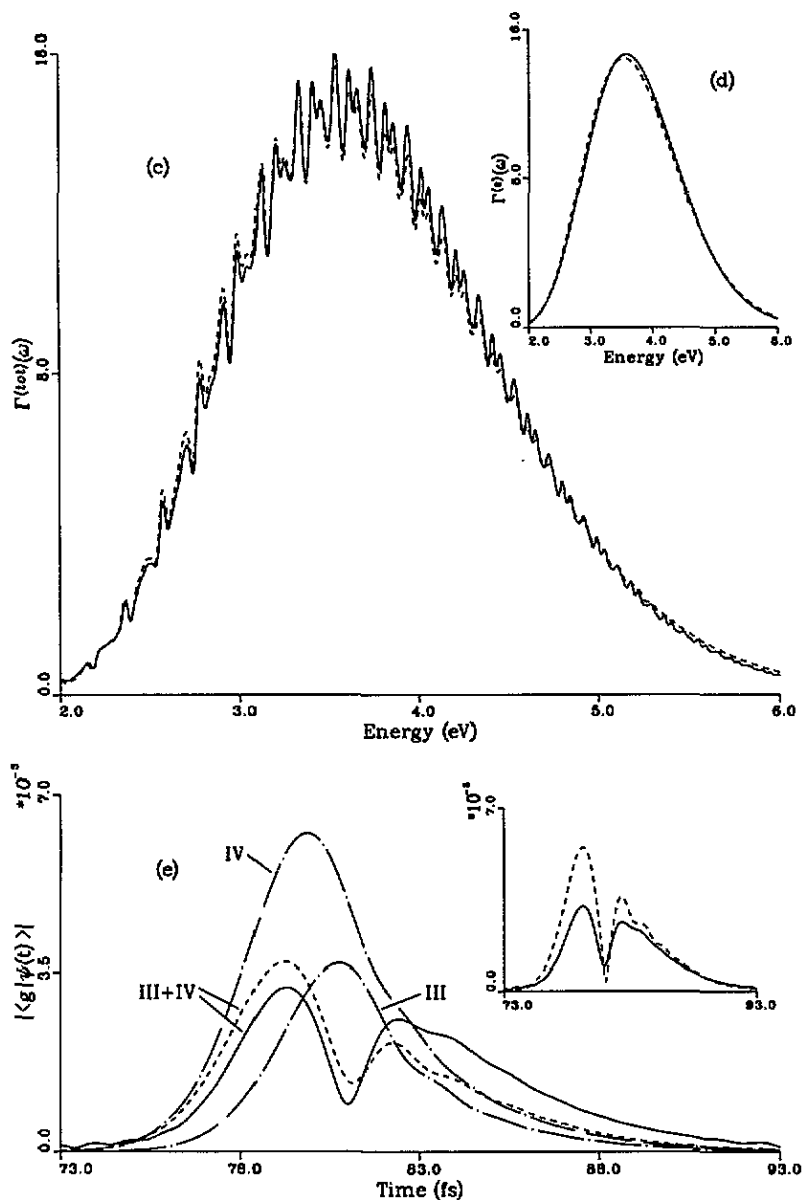 16.0
8.0
0.0
Γ(tot)(ω)
(c)
2.0 3.0 4.0 5.0 6.0
Energy (eV)
16.0
8.0
0.0
Γ(o)(ω)
(d)
2.0 3.0 4.0 5.0 6.0
Energy (eV)
*10⁻³
7.0
3.5
0.0
|<g|ψ(t)>|
(e)
IV
III+IV
III
73.0 78.0 83.0 88.0 93.0
Time (fs)
*10⁻³
7.0
0.0
73.0 93.0